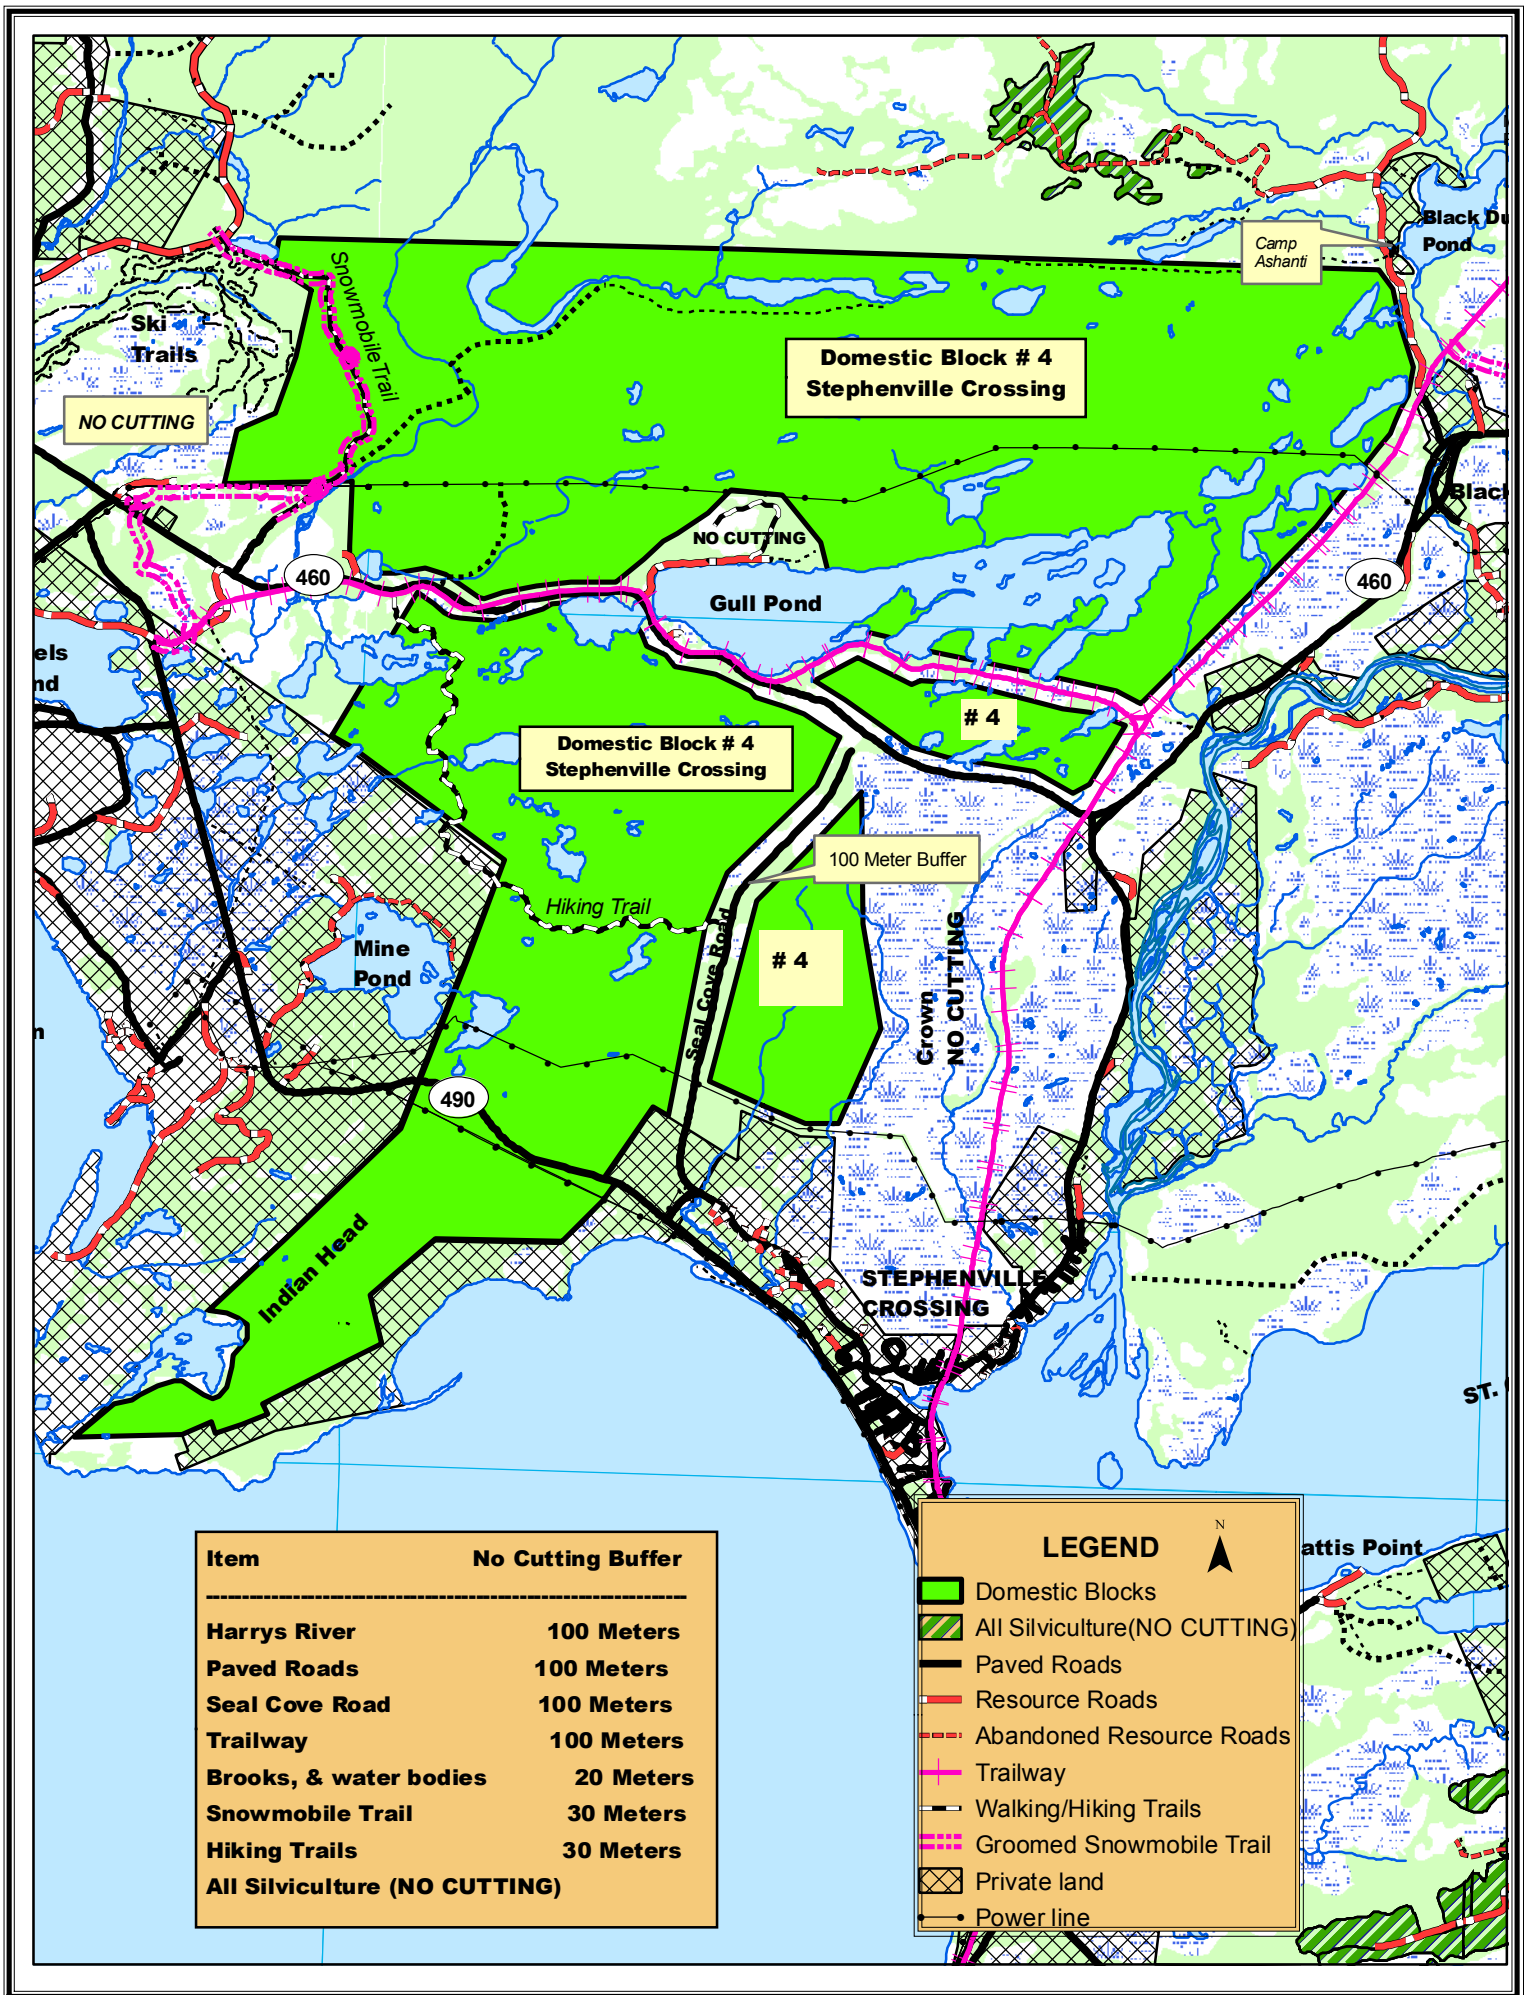 Black Du
Pond
Camp
Ashanti
Snowmobile Trail
Ski
Trails
Domestic Block # 4
Stephenville Crossing
NO CUTTING
Black
NO CUTTING
460
460
Gull Pond
els
nd
# 4
Domestic Block # 4
Stephenville Crossing
100 Meter Buffer
Hiking Trail
Seal Cove Road
Crown
NO CUTTING
Mine
Pond
# 4
n
490
Indian Head
STEPHENVILLE
CROSSING
ST.
attis Point
Item No Cutting Buffer
Harrys River 100 Meters
Paved Roads 100 Meters
Seal Cove Road 100 Meters
Trailway 100 Meters
Brooks, & water bodies 20 Meters
Snowmobile Trail 30 Meters
Hiking Trails 30 Meters
All Silviculture (NO CUTTING)
LEGEND
N
Domestic Blocks
All Silviculture(NO CUTTING)
Paved Roads
Resource Roads
Abandoned Resource Roads
Trailway
Walking/Hiking Trails
Groomed Snowmobile Trail
Private land
Power line